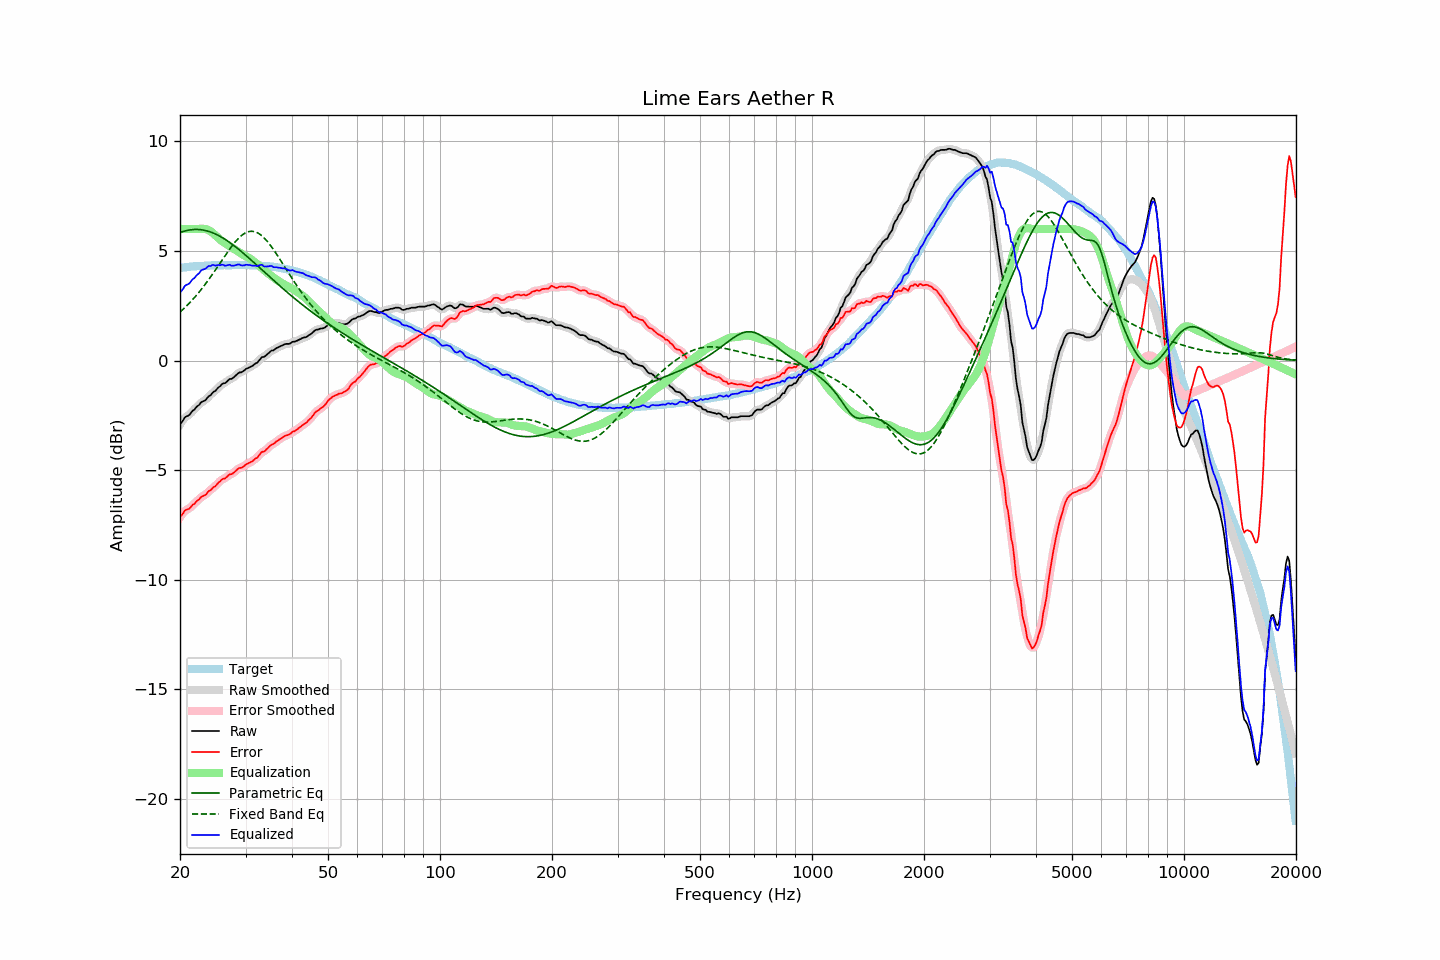 Lime Ears Aether R
10
5
0
−5
−10
−15
−20
Amplitude (dBr)
Target
Raw Smoothed
Error Smoothed
Raw
Error
Equalization
Parametric Eq
Fixed Band Eq
Equalized
20 50 100 200 500 1000 2000 5000 10000 20000
Frequency (Hz)